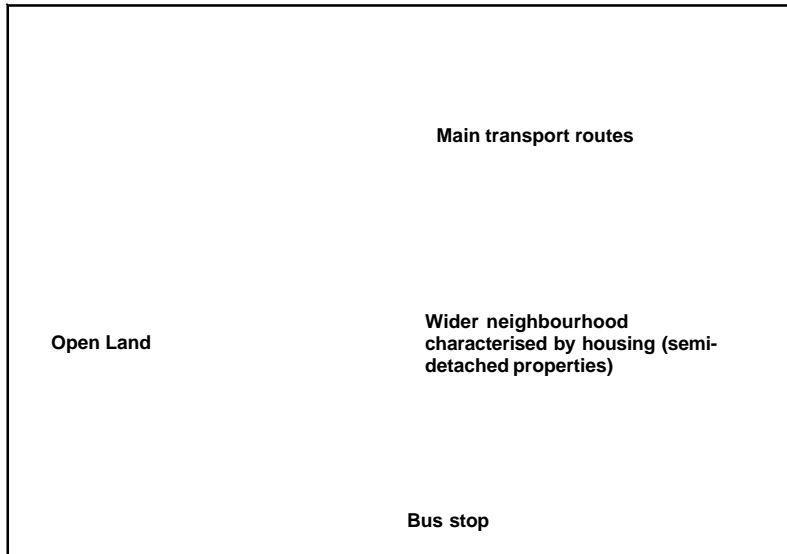 Main transport routes
Open Land
Wider neighbourhood
characterised by housing (semi-
detached properties)
Bus stop